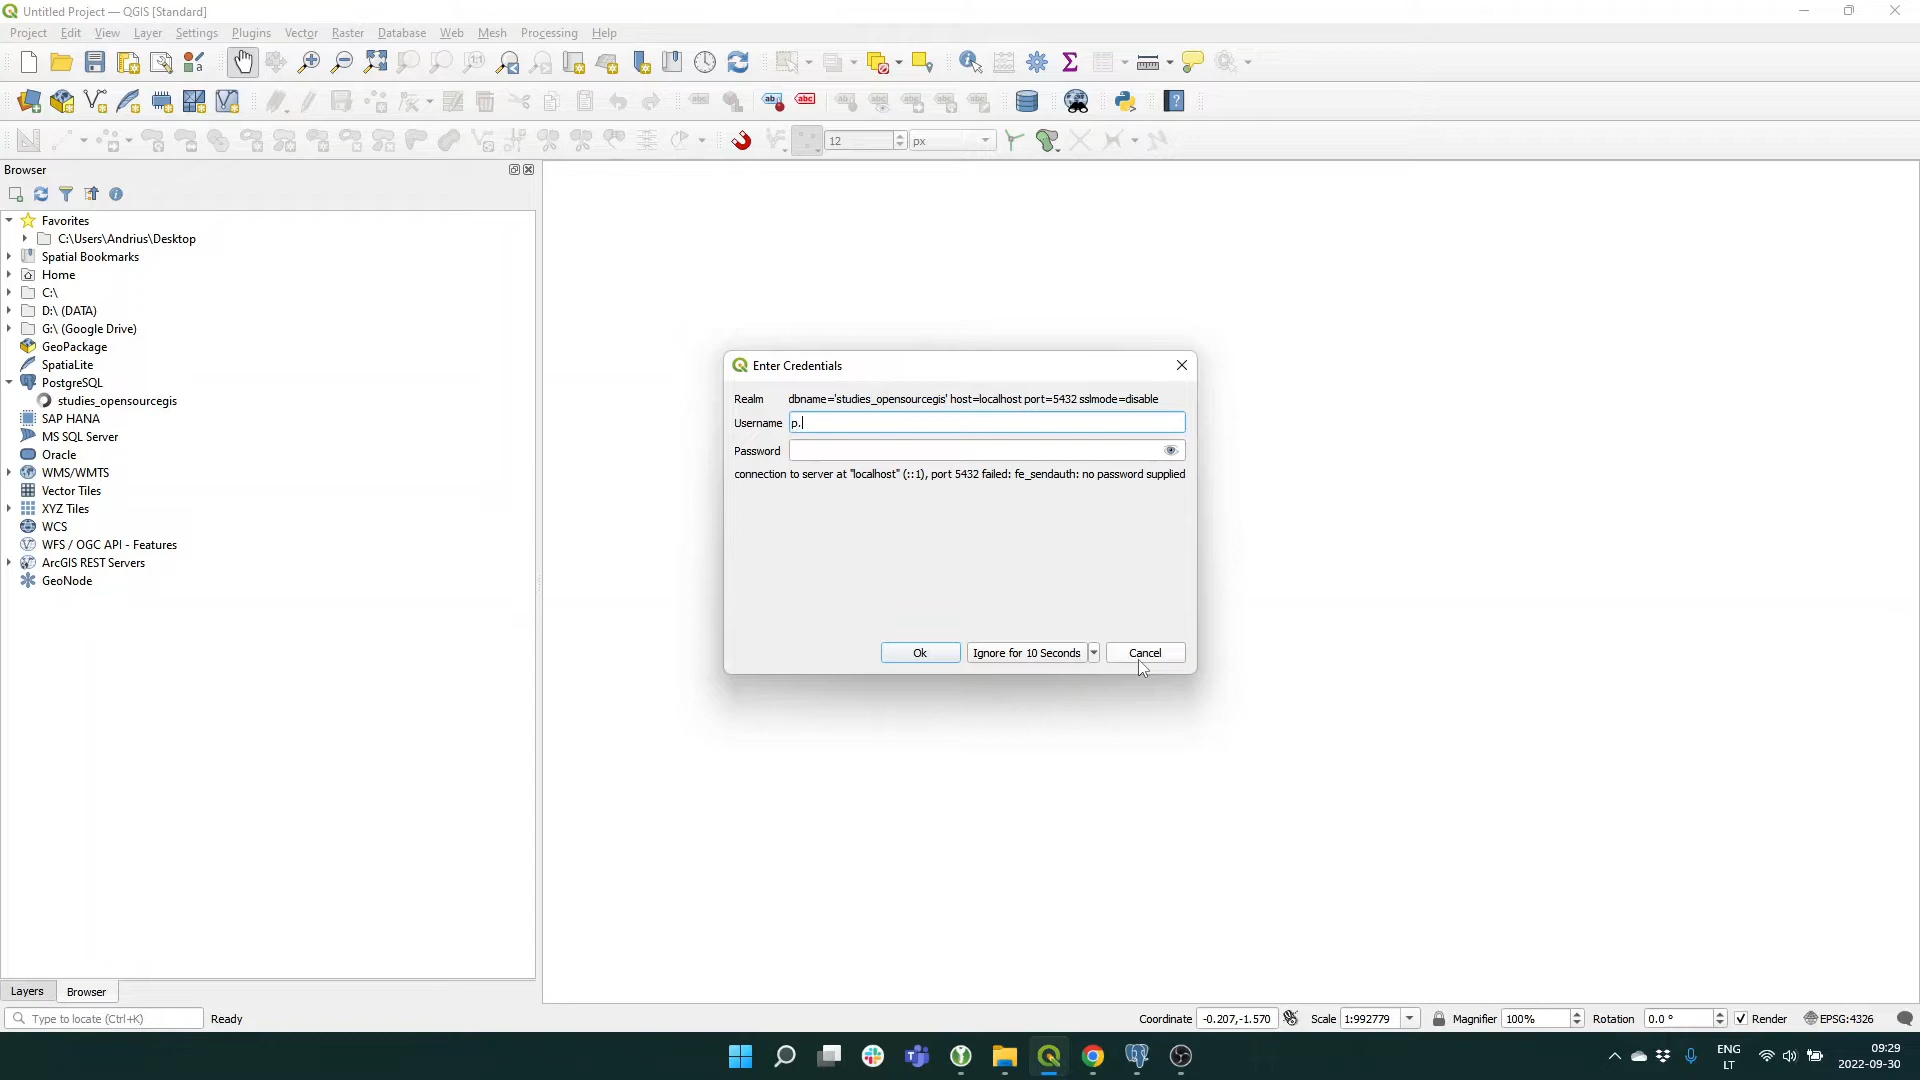 Untitled Project — QGIS [Standard]
Project Edit View Layer Settings Plugins Vector Raster Database Web Mesh Processing Help
12 px
Browser
Favorites
C:\Users\Andrius\Desktop
Spatial Bookmarks
Home
C:\
D:\ (DATA)
G:\ (Google Drive)
GeoPackage
SpatiaLite
PostgreSQL
studies_opensourcegis
SAP HANA
MS SQL Server
Oracle
WMS/WMTS
Vector Tiles
XYZ Tiles
WCS
WFS / OGC API - Features
ArcGIS REST Servers
GeoNode
Enter Credentials
Realm dbname='studies_opensourcegis' host=localhost port=5432 sslmode=disable
Username p.
Password
connection to server at "localhost" (::1), port 5432 failed: fe_sendauth: no password supplied
Ok Ignore for 10 Seconds Cancel
Layers Browser
Type to locate (Ctrl+K) Ready Coordinate -0.207,-1.570 Scale 1:992779 Magnifier 100% Rotation 0.0 ° Render EPSG:4326
ENG 09:29
LT 2022-09-30